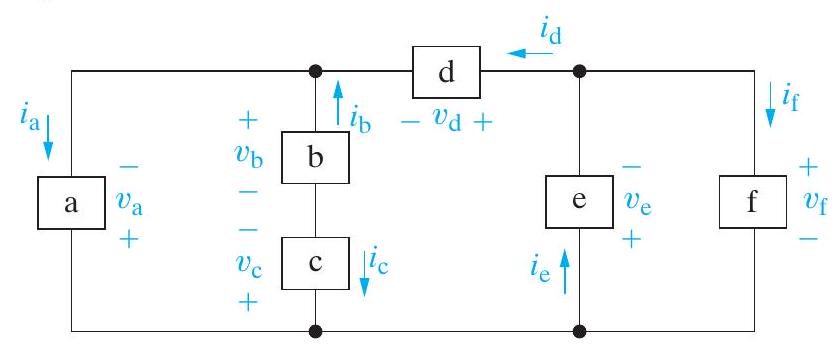 i_d
d
− v_d +
i_a
a
−
v_a
+
+
v_b
−
b
i_b
−
v_c
+
c
i_c
e
−
v_e
+
i_e
i_f
f
+
v_f
−